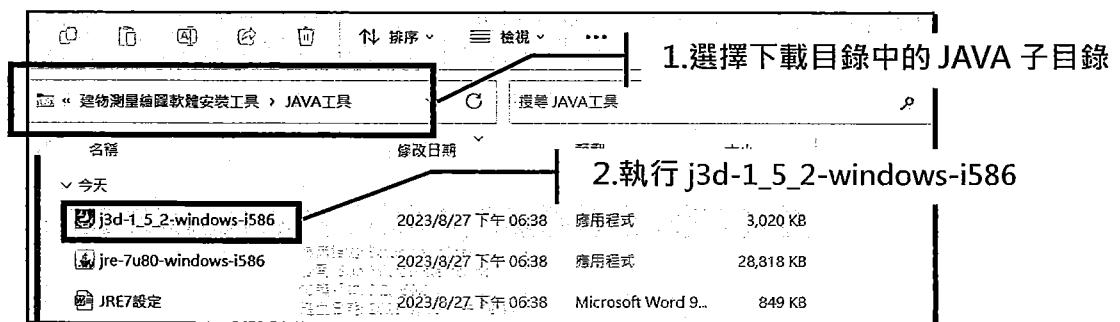 排序 檢視 •••
1.選擇下載目錄中的 JAVA 子目錄
« 建物測量繪圖軟體安裝工具 › JAVA工具
搜尋 JAVA工具
名稱 修改日期
2.執行 j3d-1_5_2-windows-i586
今天
j3d-1_5_2-windows-i586 2023/8/27 下午 06:38 應用程式 3,020 KB
jre-7u80-windows-i586 2023/8/27 下午 06:38 應用程式 28,818 KB
JRE7設定 2023/8/27 下午 06:38 Microsoft Word 9... 849 KB